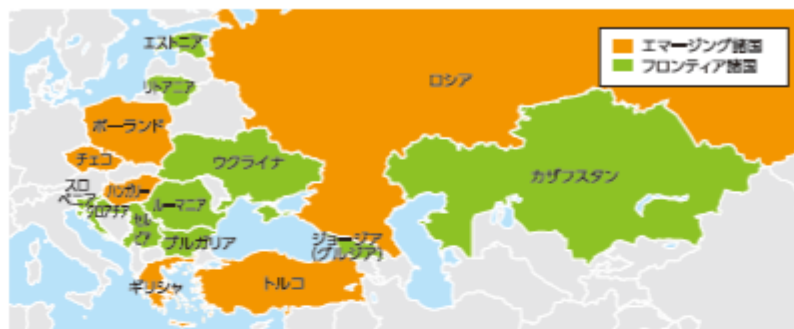 エストニア
エマージング諸国
フロンティア諸国
リトアニア
ロシア
ポーランド
チェコ
ウクライナ
カザフスタン
スロ
ベニア
ハンガリー
クロアチア
ルーマニア
セル
ビア
ブルガリア
ジョージア
(グルジア)
ギリシャ
トルコ